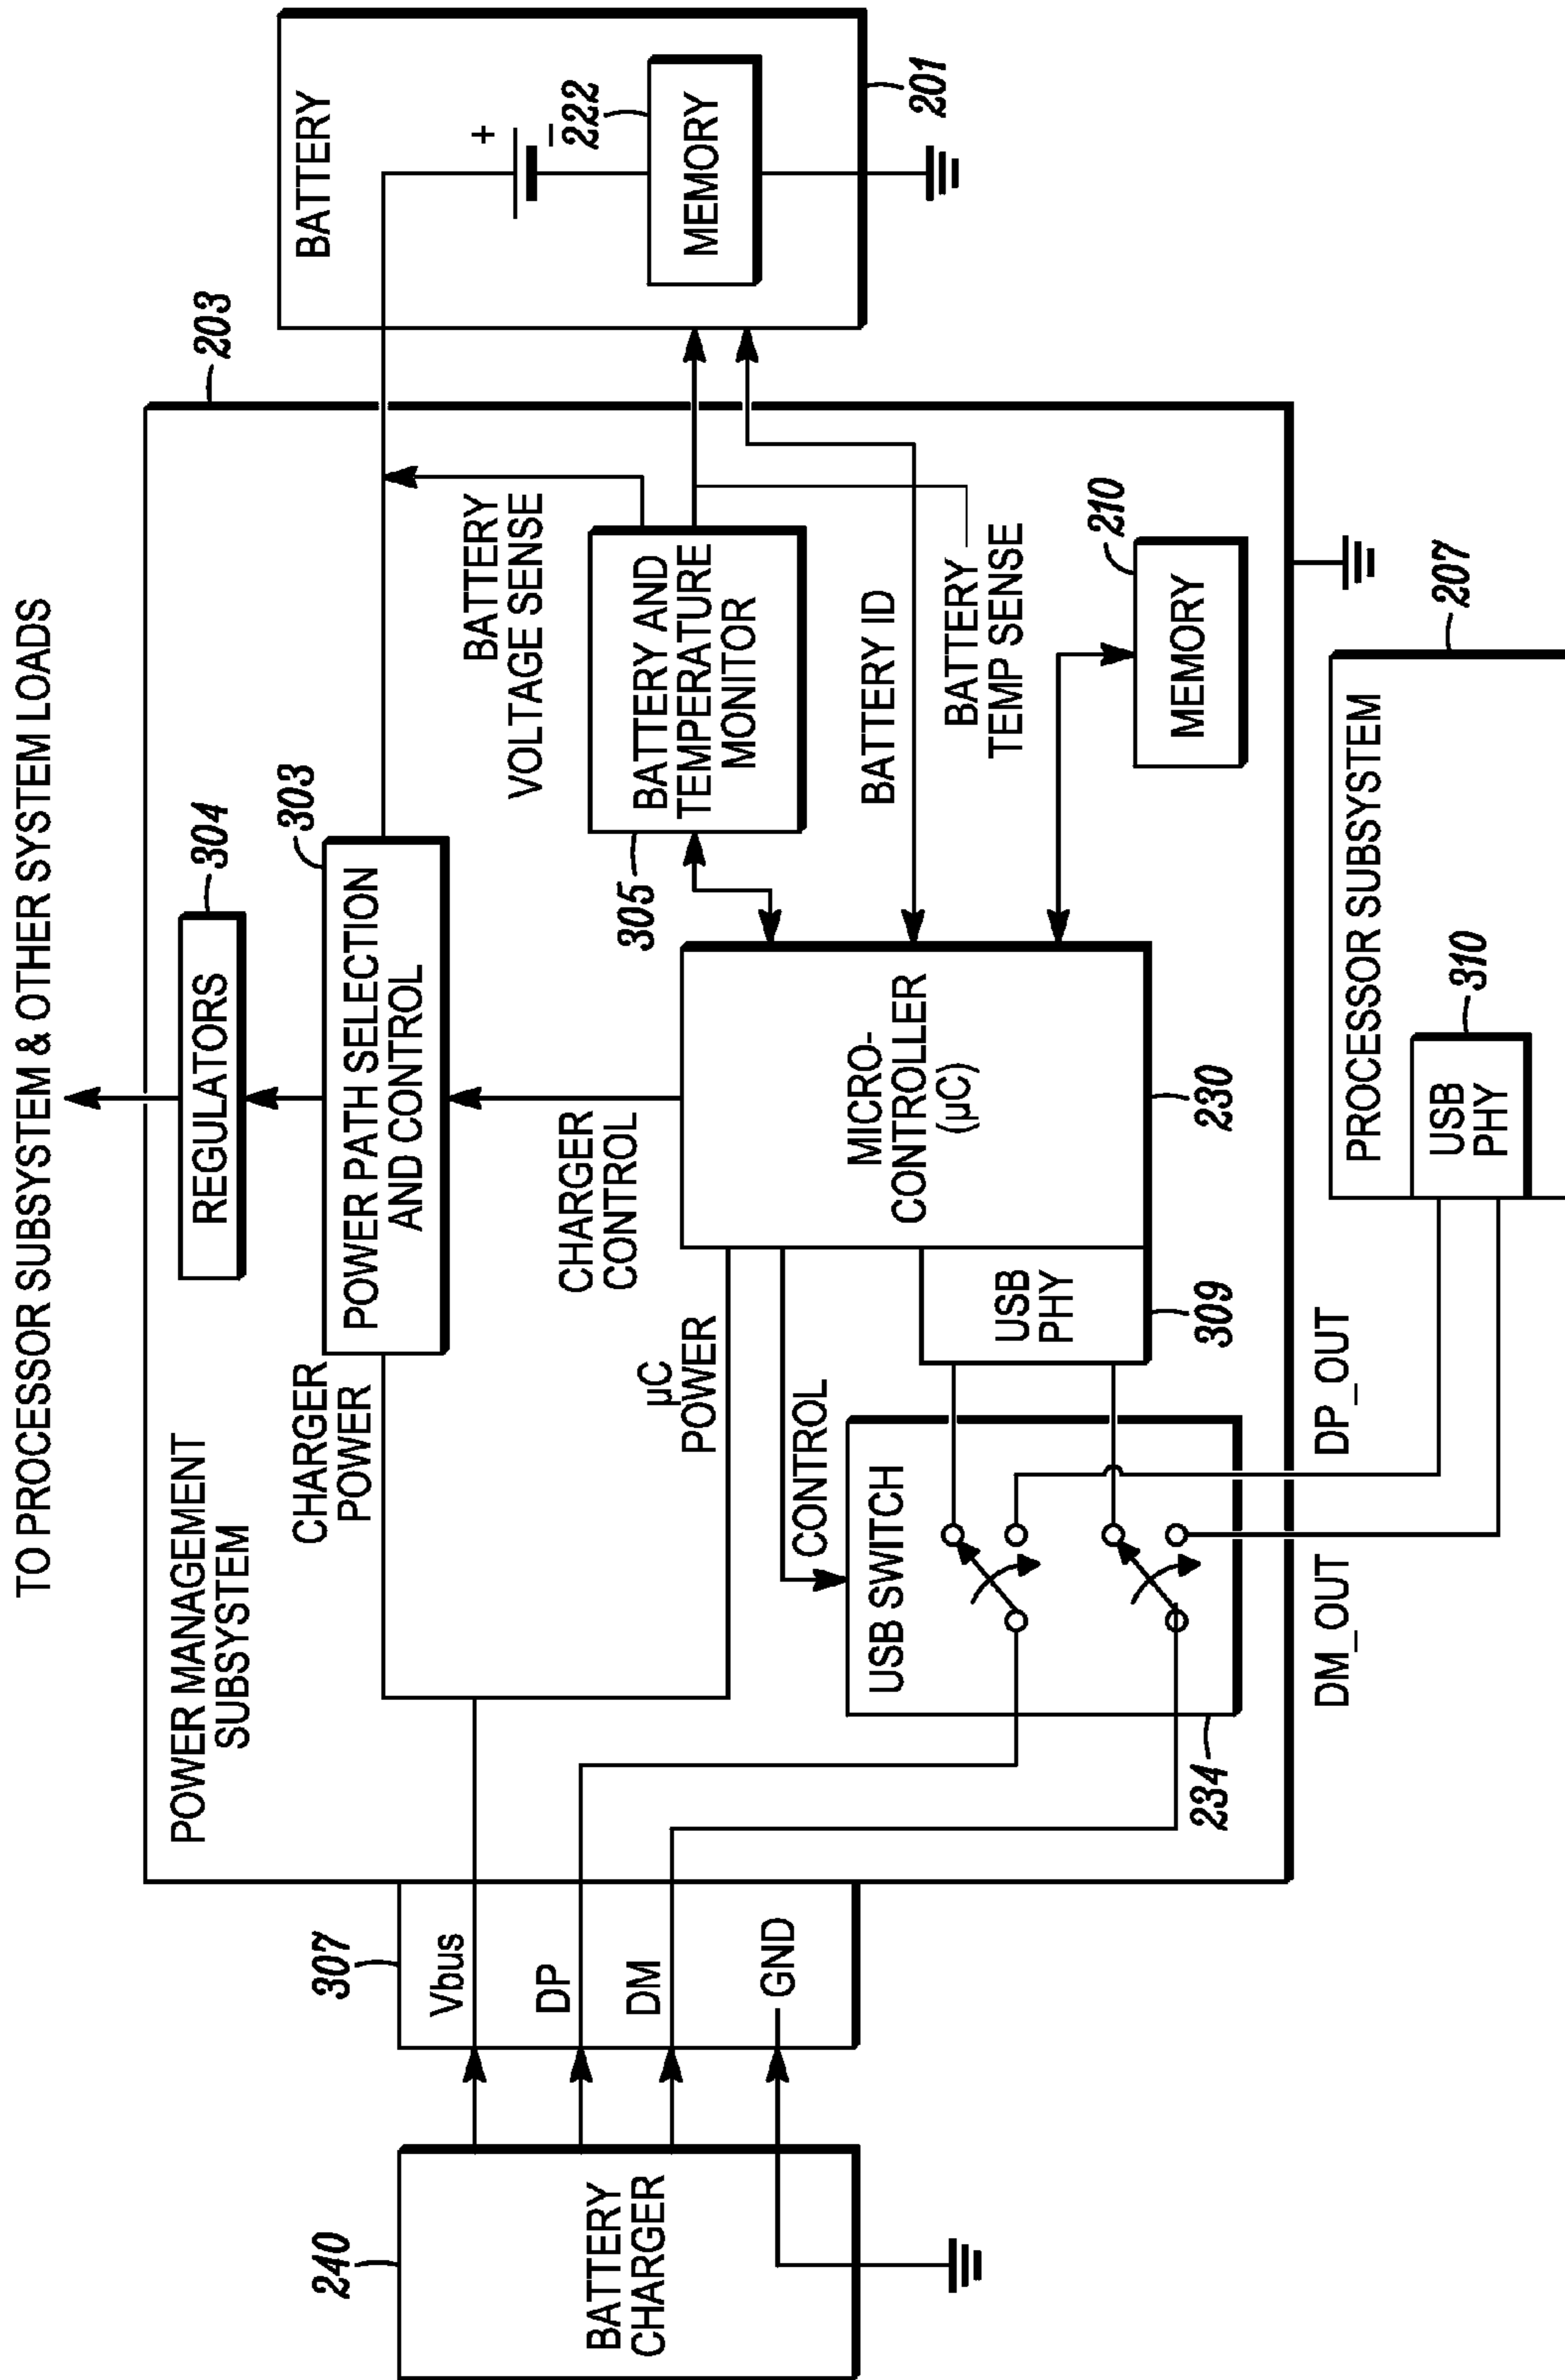 TO PROCESSOR SUBSYSTEM & OTHER SYSTEM LOADS
203
POWER MANAGEMENT
SUBSYSTEM
REGULATORS
304
303
POWER PATH SELECTION
AND CONTROL
CHARGER
POWER
CHARGER
CONTROL
µC
POWER
BATTERY
VOLTAGE SENSE
BATTERY AND
TEMPERATURE
MONITOR
305
BATTERY ID
BATTERY
TEMP SENSE
BATTERY
+
−
222
MEMORY
201
307
Vbus
DP
DM
GND
240
BATTERY
CHARGER
CONTROL
MICRO-
CONTROLLER
(µC)
230
USB
PHY
309
USB SWITCH
234
MEMORY
210
DM_OUT
DP_OUT
PROCESSOR SUBSYSTEM
207
USB
PHY
310